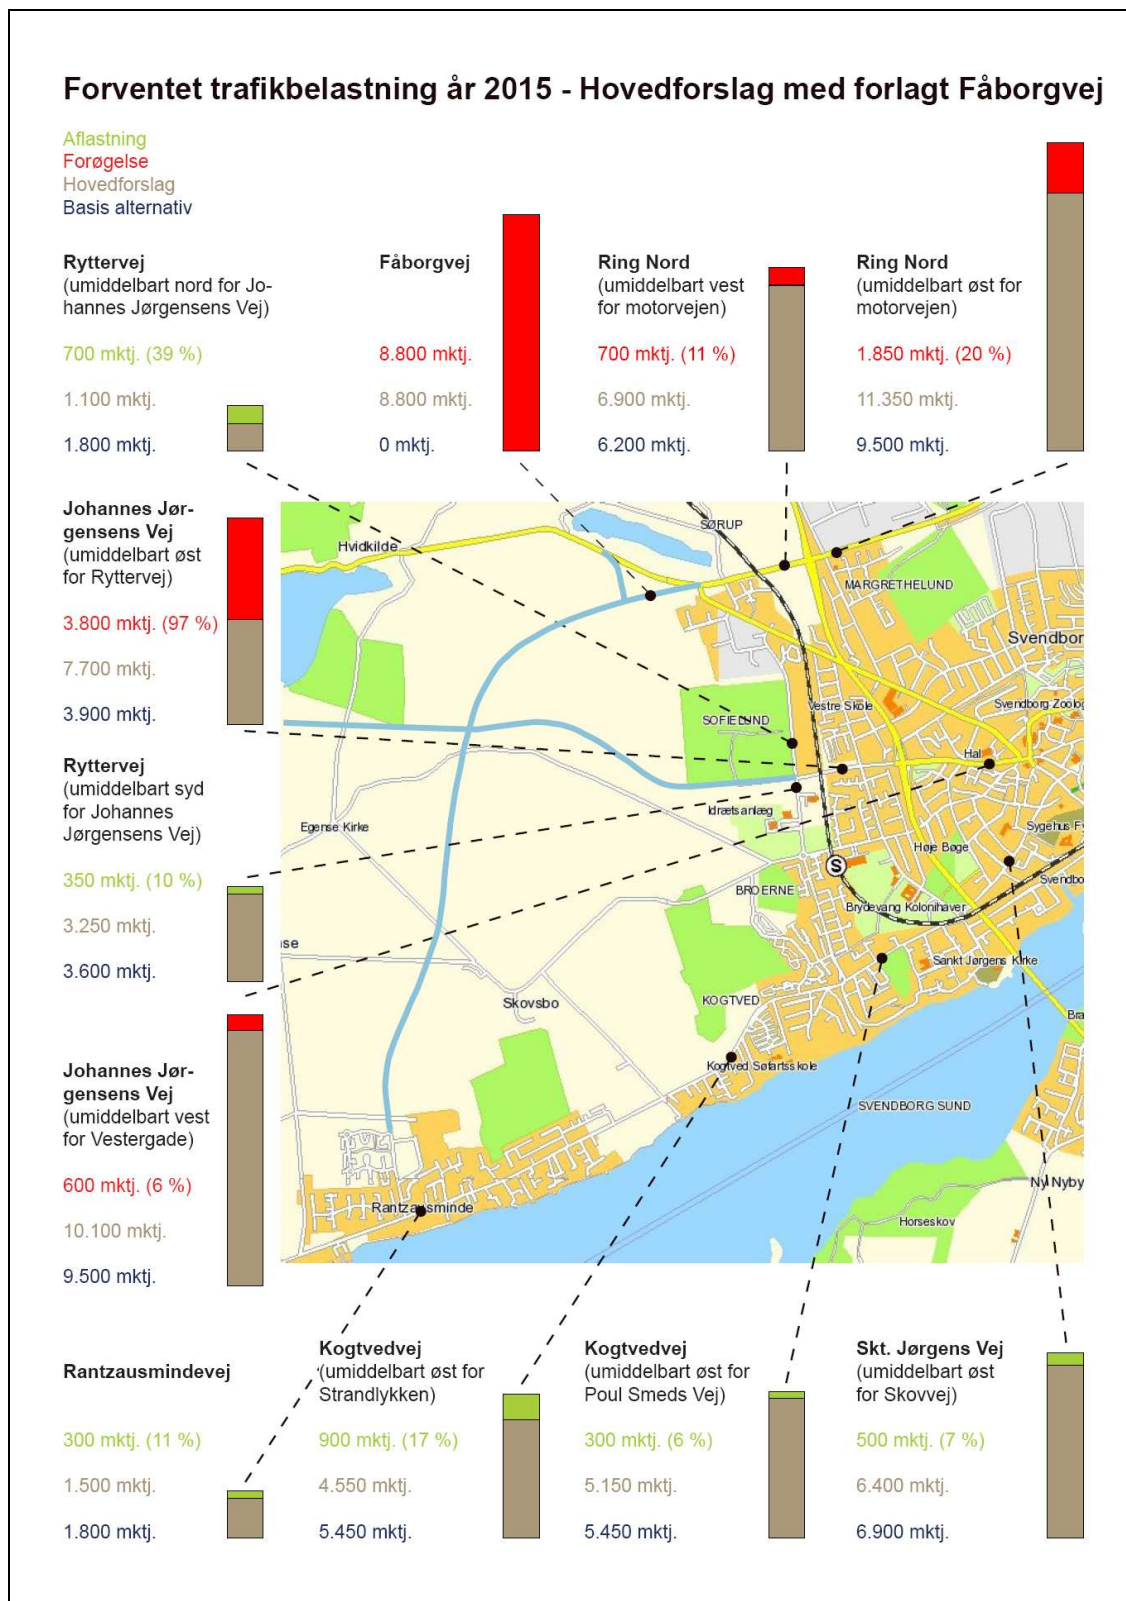 Forventet trafikbelastning år 2015 - Hovedforslag med forlagt Fåborgvej
Aflastning
Forøgelse
Hovedforslag
Basis alternativ
Ryttervej
(umiddelbart nord for Jo-
hannes Jørgensens Vej)
700 mktj. (39 %)
1.100 mktj.
1.800 mktj.
Fåborgvej
8.800 mktj.
8.800 mktj.
0 mktj.
Ring Nord
(umiddelbart vest
for motorvejen)
700 mktj. (11 %)
6.900 mktj.
6.200 mktj.
Ring Nord
(umiddelbart øst for
motorvejen)
1.850 mktj. (20 %)
11.350 mktj.
9.500 mktj.
Johannes Jør-
gensens Vej
(umiddelbart øst
for Ryttervej)
3.800 mktj. (97 %)
7.700 mktj.
3.900 mktj.
Ryttervej
(umiddelbart syd
for Johannes
Jørgensens Vej)
350 mktj. (10 %)
3.250 mktj.
3.600 mktj.
Johannes Jør-
gensens Vej
(umiddelbart vest
for Vestergade)
600 mktj. (6 %)
10.100 mktj.
9.500 mktj.
SØRUP
Hvidkilde
MARGRETHELUND
Svendbor
Vestre Skole
Svendborg Zoolog
SOFIELUND
Hal
Idrætsanlæg
Egense Kirke
Sygehus Fy
Høje Bøge
S
Svendbo
BROERNE
Brydevang Kolonihaver
nse
Sankt Jørgens Kirke
Skovsbo
KOGTVED
Bra
Kogtved Søfartsskole
SVENDBORG SUND
Ny Nyby
Rantzausminde
Horseskov
Rantzausmindevej
300 mktj. (11 %)
1.500 mktj.
1.800 mktj.
Kogtvedvej
(umiddelbart øst for
Strandlykken)
900 mktj. (17 %)
4.550 mktj.
5.450 mktj.
Kogtvedvej
(umiddelbart øst for
Poul Smeds Vej)
300 mktj. (6 %)
5.150 mktj.
5.450 mktj.
Skt. Jørgens Vej
(umiddelbart øst
for Skovvej)
500 mktj. (7 %)
6.400 mktj.
6.900 mktj.